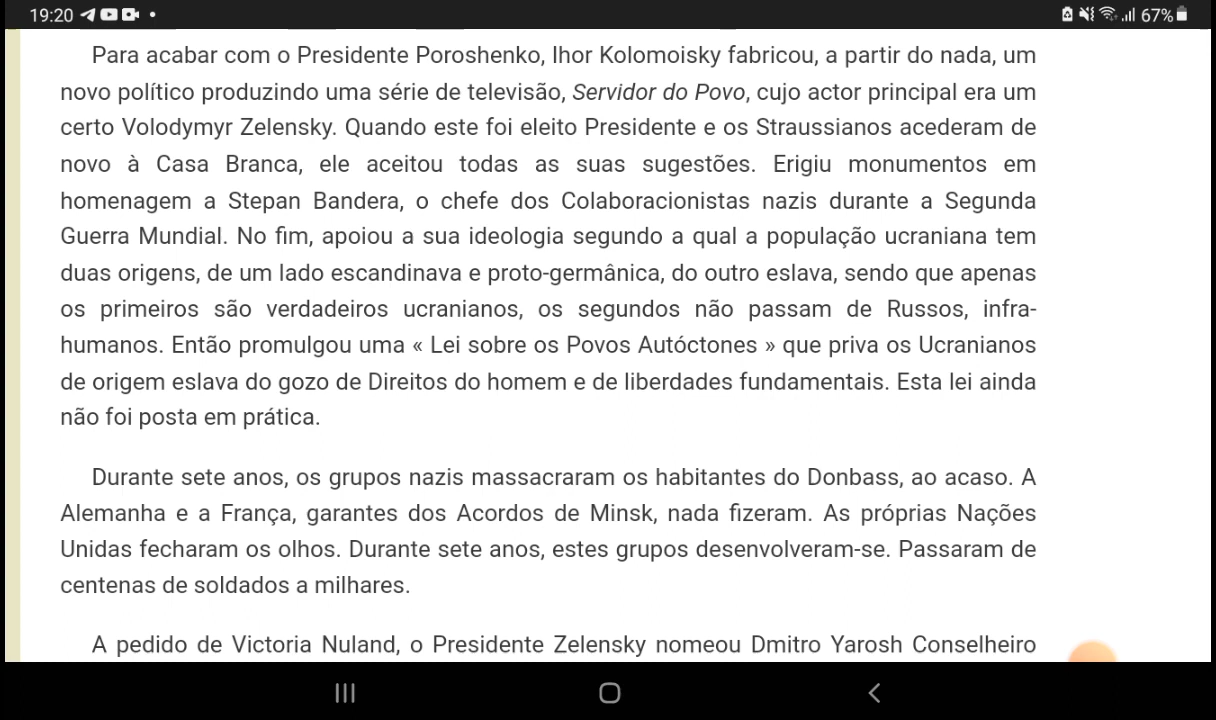 19:20
67%
Para acabar com o Presidente Poroshenko, Ihor Kolomoisky fabricou, a partir do nada, um
novo político produzindo uma série de televisão, Servidor do Povo, cujo actor principal era um
certo Volodymyr Zelensky. Quando este foi eleito Presidente e os Straussianos acederam de
novo à Casa Branca, ele aceitou todas as suas sugestões. Erigiu monumentos em
homenagem a Stepan Bandera, o chefe dos Colaboracionistas nazis durante a Segunda
Guerra Mundial. No fim, apoiou a sua ideologia segundo a qual a população ucraniana tem
duas origens, de um lado escandinava e proto-germânica, do outro eslava, sendo que apenas
os primeiros são verdadeiros ucranianos, os segundos não passam de Russos, infra-
humanos. Então promulgou uma « Lei sobre os Povos Autóctones » que priva os Ucranianos
de origem eslava do gozo de Direitos do homem e de liberdades fundamentais. Esta lei ainda
não foi posta em prática.
Durante sete anos, os grupos nazis massacraram os habitantes do Donbass, ao acaso. A
Alemanha e a França, garantes dos Acordos de Minsk, nada fizeram. As próprias Nações
Unidas fecharam os olhos. Durante sete anos, estes grupos desenvolveram-se. Passaram de
centenas de soldados a milhares.
A pedido de Victoria Nuland, o Presidente Zelensky nomeou Dmitro Yarosh Conselheiro